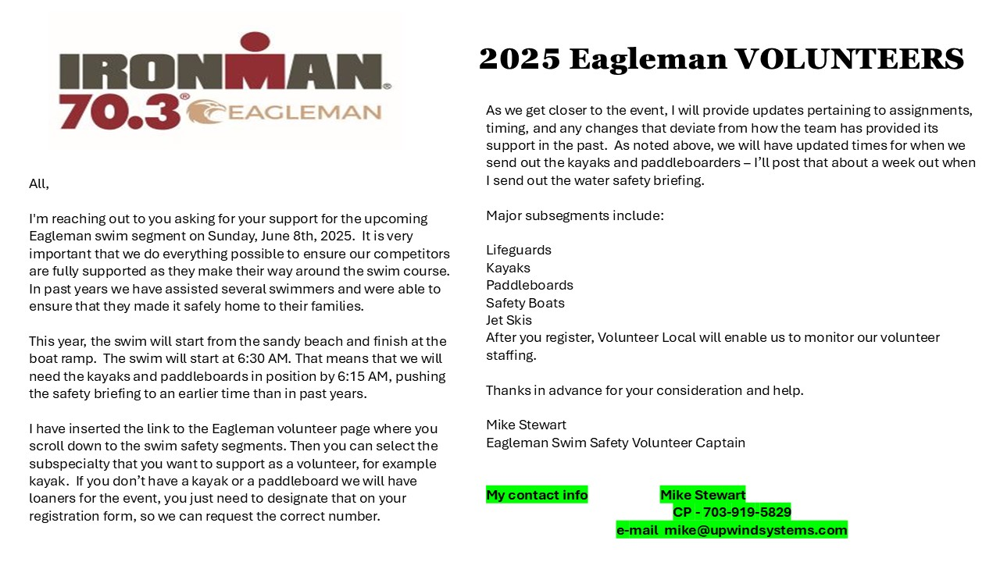 IRONMAN®
70.3® EAGLEMAN
All,
I'm reaching out to you asking for your support for the upcoming
Eagleman swim segment on Sunday, June 8th, 2025.  It is very
important that we do everything possible to ensure our competitors
are fully supported as they make their way around the swim course.
In past years we have assisted several swimmers and were able to
ensure that they made it safely home to their families.
This year, the swim will start from the sandy beach and finish at the
boat ramp.  The swim will start at 6:30 AM. That means that we will
need the kayaks and paddleboards in position by 6:15 AM, pushing
the safety briefing to an earlier time than in past years.
I have inserted the link to the Eagleman volunteer page where you
scroll down to the swim safety segments. Then you can select the
subspecialty that you want to support as a volunteer, for example
kayak.  If you don’t have a kayak or a paddleboard we will have
loaners for the event, you just need to designate that on your
registration form, so we can request the correct number.
2025 Eagleman VOLUNTEERS
As we get closer to the event, I will provide updates pertaining to assignments,
timing, and any changes that deviate from how the team has provided its
support in the past.  As noted above, we will have updated times for when we
send out the kayaks and paddleboarders – I’ll post that about a week out when
I send out the water safety briefing.
Major subsegments include:
Lifeguards
Kayaks
Paddleboards
Safety Boats
Jet Skis
After you register, Volunteer Local will enable us to monitor our volunteer
staffing.
Thanks in advance for your consideration and help.
Mike Stewart
Eagleman Swim Safety Volunteer Captain
My contact info Mike Stewart
CP - 703-919-5829
e-mail  mike@upwindsystems.com